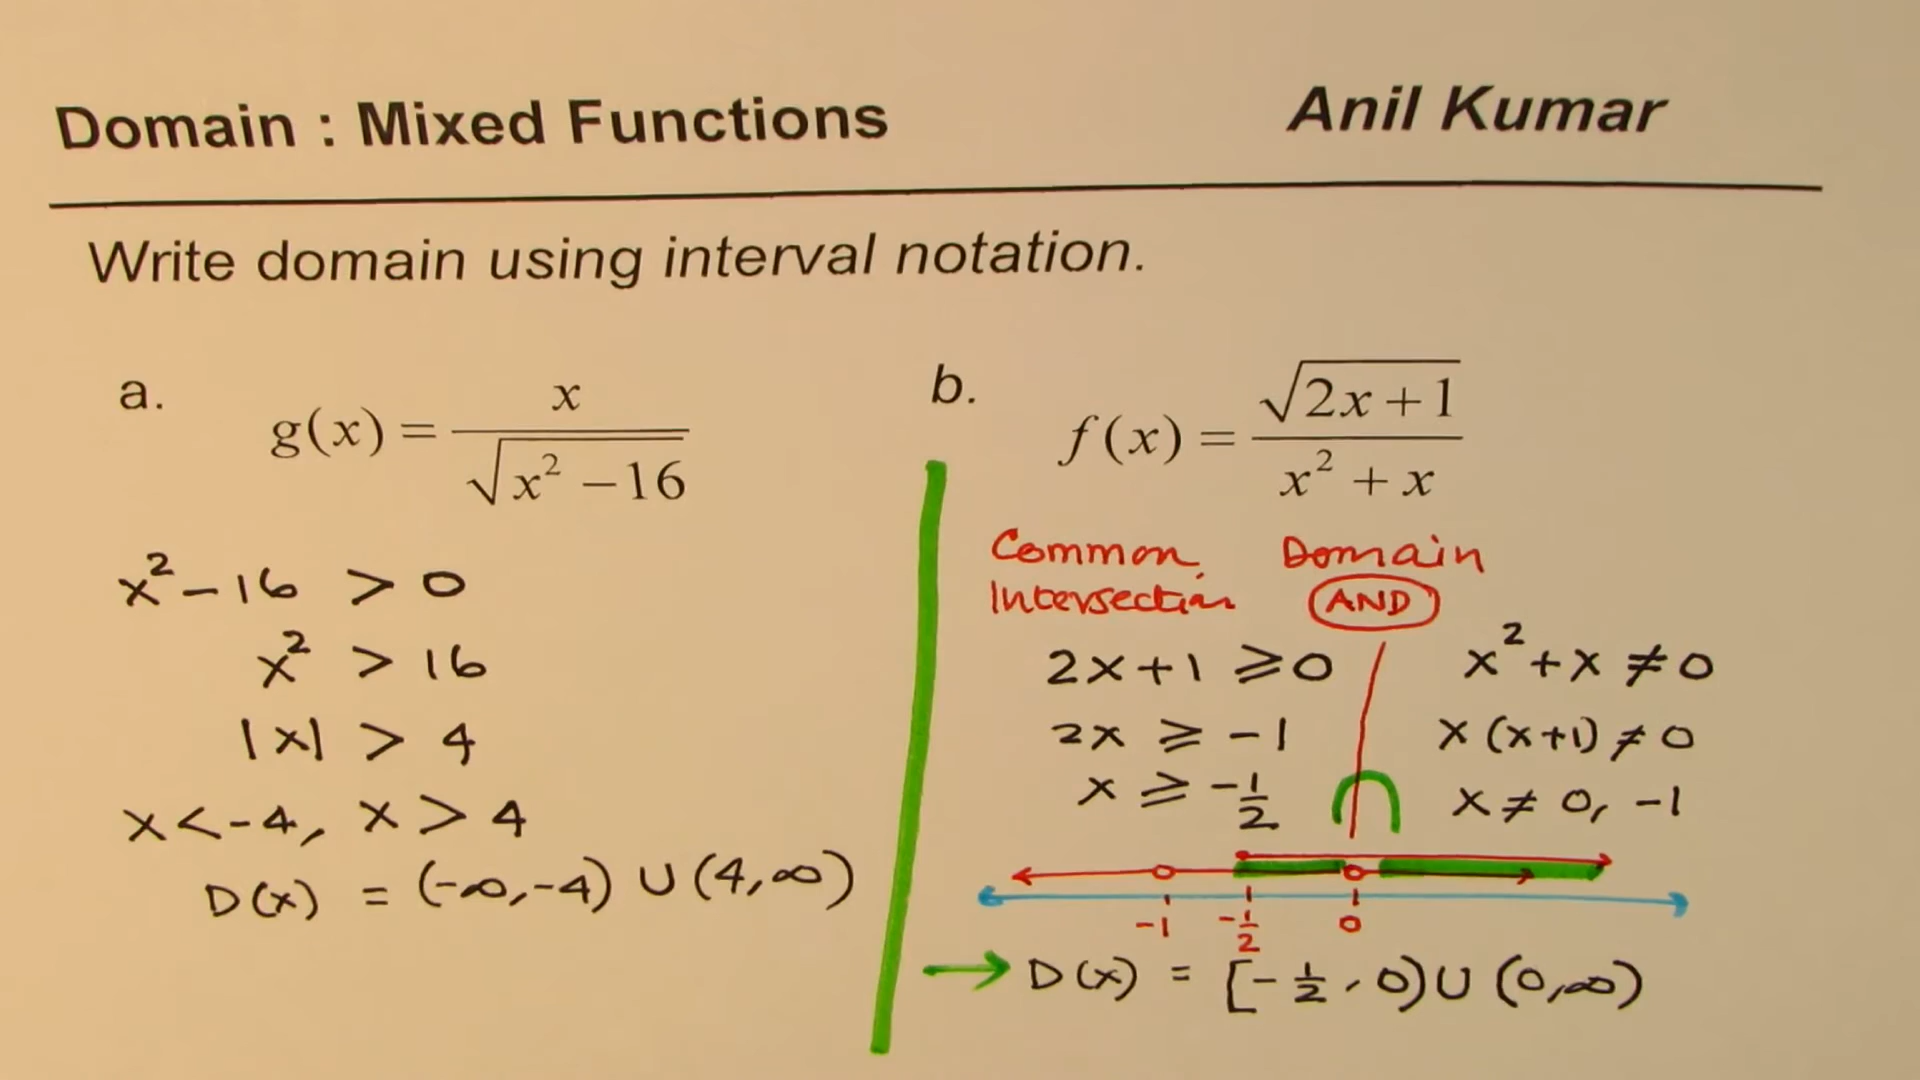 Domain : Mixed Functions
Anil Kumar
Write domain using interval notation.
a. g(x) = x / √(x² − 16)
x² − 16 > 0
x² > 16
|x| > 4
x < −4, x > 4
D(x) = (−∞, −4) ∪ (4, ∞)
b. f(x) = √(2x + 1) / (x² + x)
Common Domain
Intersection AND
2x + 1 ≥ 0
2x ≥ −1
x ≥ −1/2
∩
x² + x ≠ 0
x (x+1) ≠ 0
x ≠ 0, −1
−1 −1/2 0
→ D(x) = [−1/2, 0) ∪ (0, ∞)